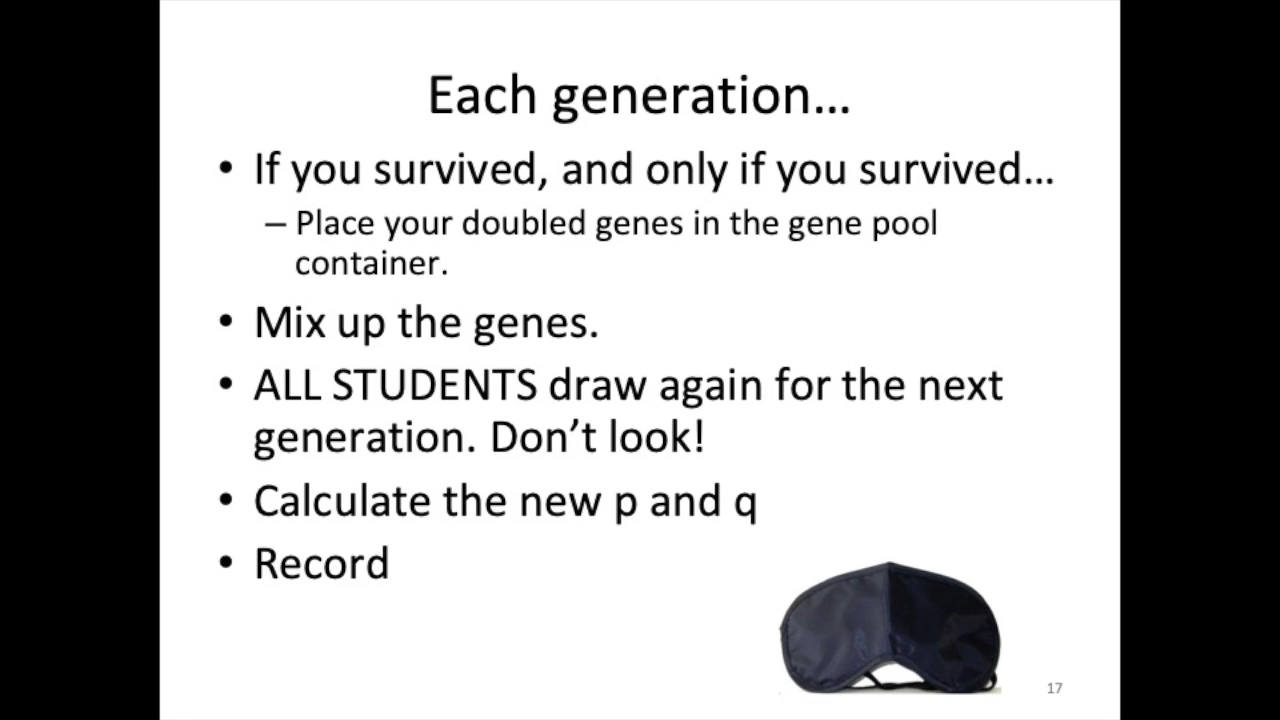 Each generation…
• If you survived, and only if you survived…
– Place your doubled genes in the gene pool
container.
• Mix up the genes.
• ALL STUDENTS draw again for the next
generation. Don’t look!
• Calculate the new p and q
• Record
17